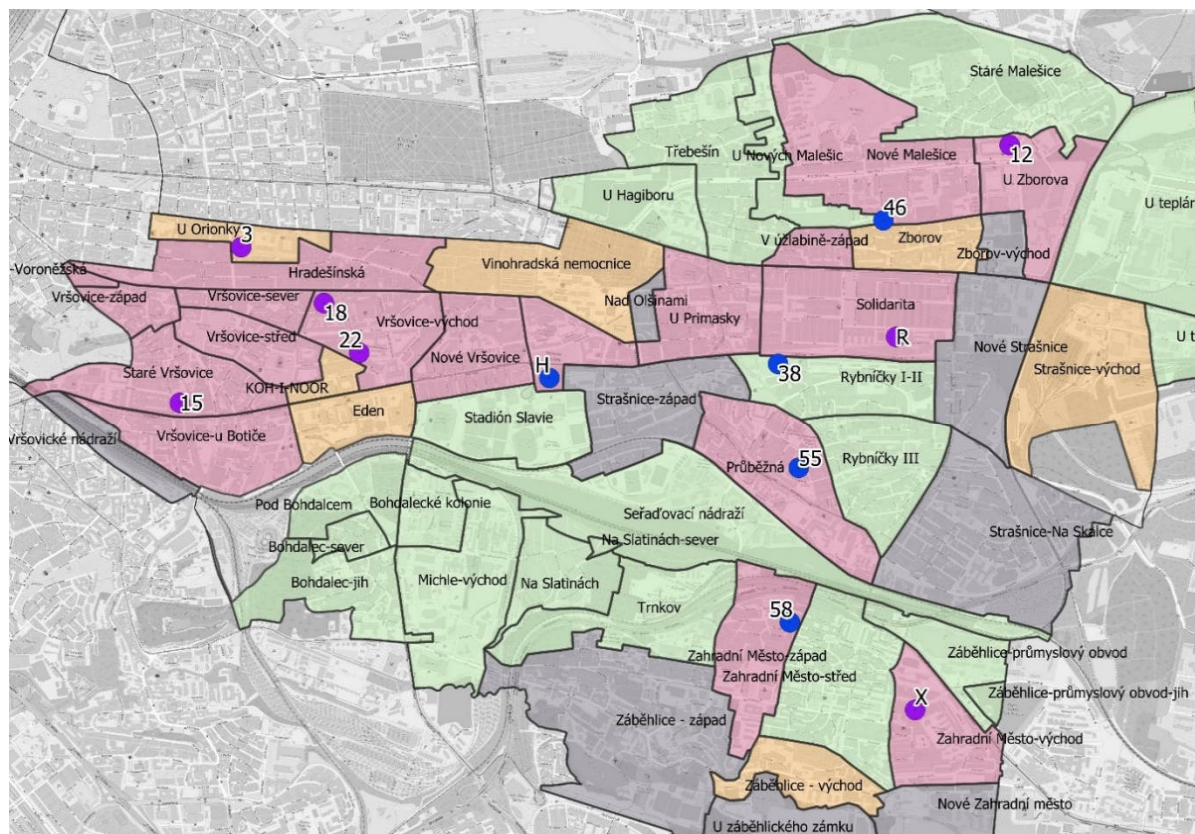 Staré Malešice
Třebešín
U Nových Malešic
Nové Malešice
12
U Zborova
U Hagiboru
U teplár
46
3
U Orionky
V úžlabině-západ
Zborov
Zborov-východ
-Voroněžská
Hradešínská
Vinohradská nemocnice
Vršovice-západ
Vršovice-sever
Nad Olšinami
Solidarita
18
U Primasky
Vršovice-východ
R
Vršovice-střed
Nové Strašnice
U t
22
Nové Vršovice
H
38
Strašnice-východ
Staré Vršovice
Rybníčky I-II
KOH-I-NOOR
Strašnice-západ
15
Eden
Stadión Slavie
Vršovické nádraží
Vršovice-u Botiče
Průběžná
55
Rybníčky III
Pod Bohdalcem
Bohdalecké kolonie
Seřaďovací nádraží
Strašnice-Na Skalce
Na Slatinách-sever
Bohdalec-sever
Bohdalec-jih
Michle-východ
Na Slatinách
Trnkov
58
Zahradní Město-západ
Záběhlice-průmyslový obvod
Zahradní Město-střed
Záběhlice-průmyslový obvod-jih
X
Záběhlice - západ
Zahradní Město-východ
Záběhlice - východ
Nové Zahradní město
U záběhlického zámku